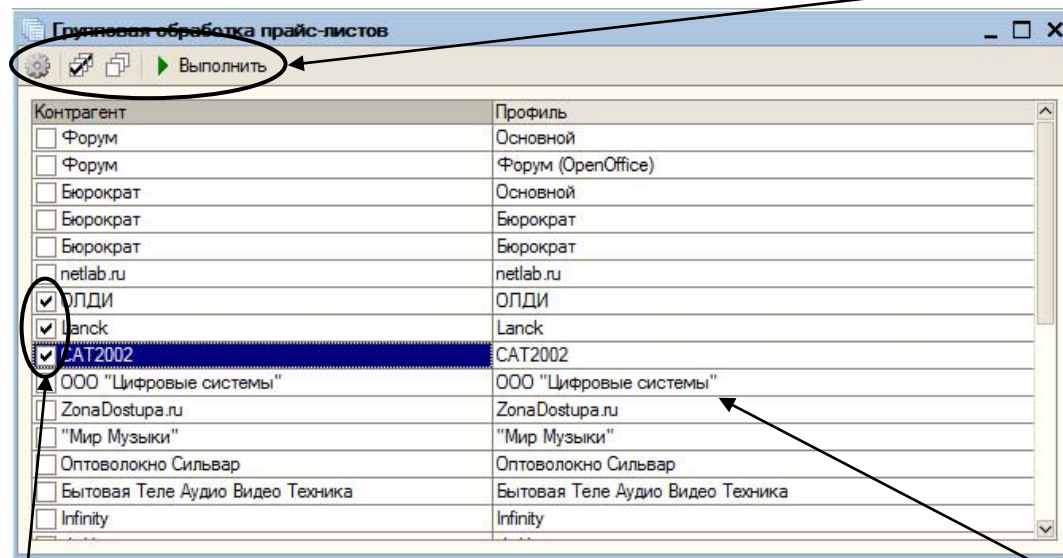 Групповая обработка прайс-листов
Выполнить
Контрагент Профиль
Форум Основной
Форум Форум (OpenOffice)
Бюрократ Основной
Бюрократ Бюрократ
Бюрократ Бюрократ
netlab.ru netlab.ru
ОЛДИ ОЛДИ
Lanck Lanck
CAT2002 CAT2002
ООО "Цифровые системы" ООО "Цифровые системы"
ZonaDostupa.ru ZonaDostupa.ru
"Мир Музыки" "Мир Музыки"
Оптоволокно Сильвар Оптоволокно Сильвар
Бытовая Теле Аудио Видео Техника Бытовая Теле Аудио Видео Техника
Infinity Infinity